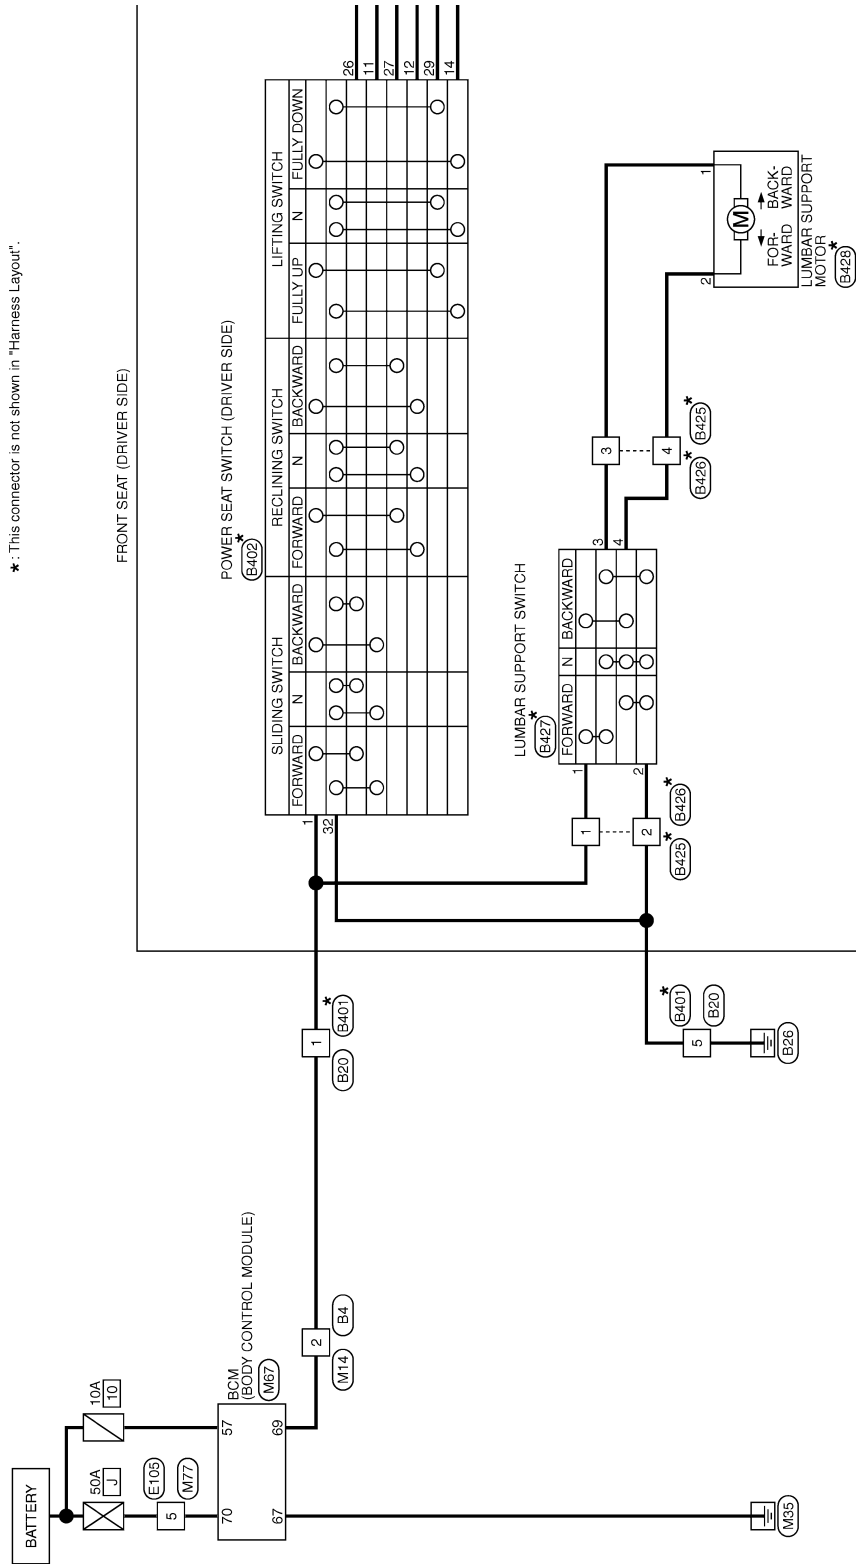 * : This connector is not shown in "Harness Layout".
FRONT SEAT (DRIVER SIDE)
BATTERY
50A
J
10A
10
E105
5
M77
BCM
(BODY CONTROL MODULE)
M67
70
57
67
69
M14
2
B4
M35
B20
1
B401
*
POWER SEAT SWITCH (DRIVER SIDE)
B402
*
SLIDING SWITCH
RECLINING SWITCH
LIFTING SWITCH
FORWARD
N
BACKWARD
FORWARD
N
BACKWARD
FULLY UP
N
FULLY DOWN
1
32
26
11
27
12
29
14
LUMBAR SUPPORT SWITCH
B427
*
FORWARD
N
BACKWARD
1
2
3
4
1
2
B425
*
B426
*
3
4
B426
*
B425
*
1
2
M
FOR-
WARD
BACK-
WARD
LUMBAR SUPPORT
MOTOR
B428
*
5
B401
*
B20
B26